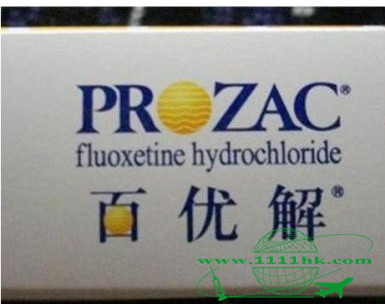 PROZAC®
fluoxetine hydrochloride
百优解®
www.1111hk.com